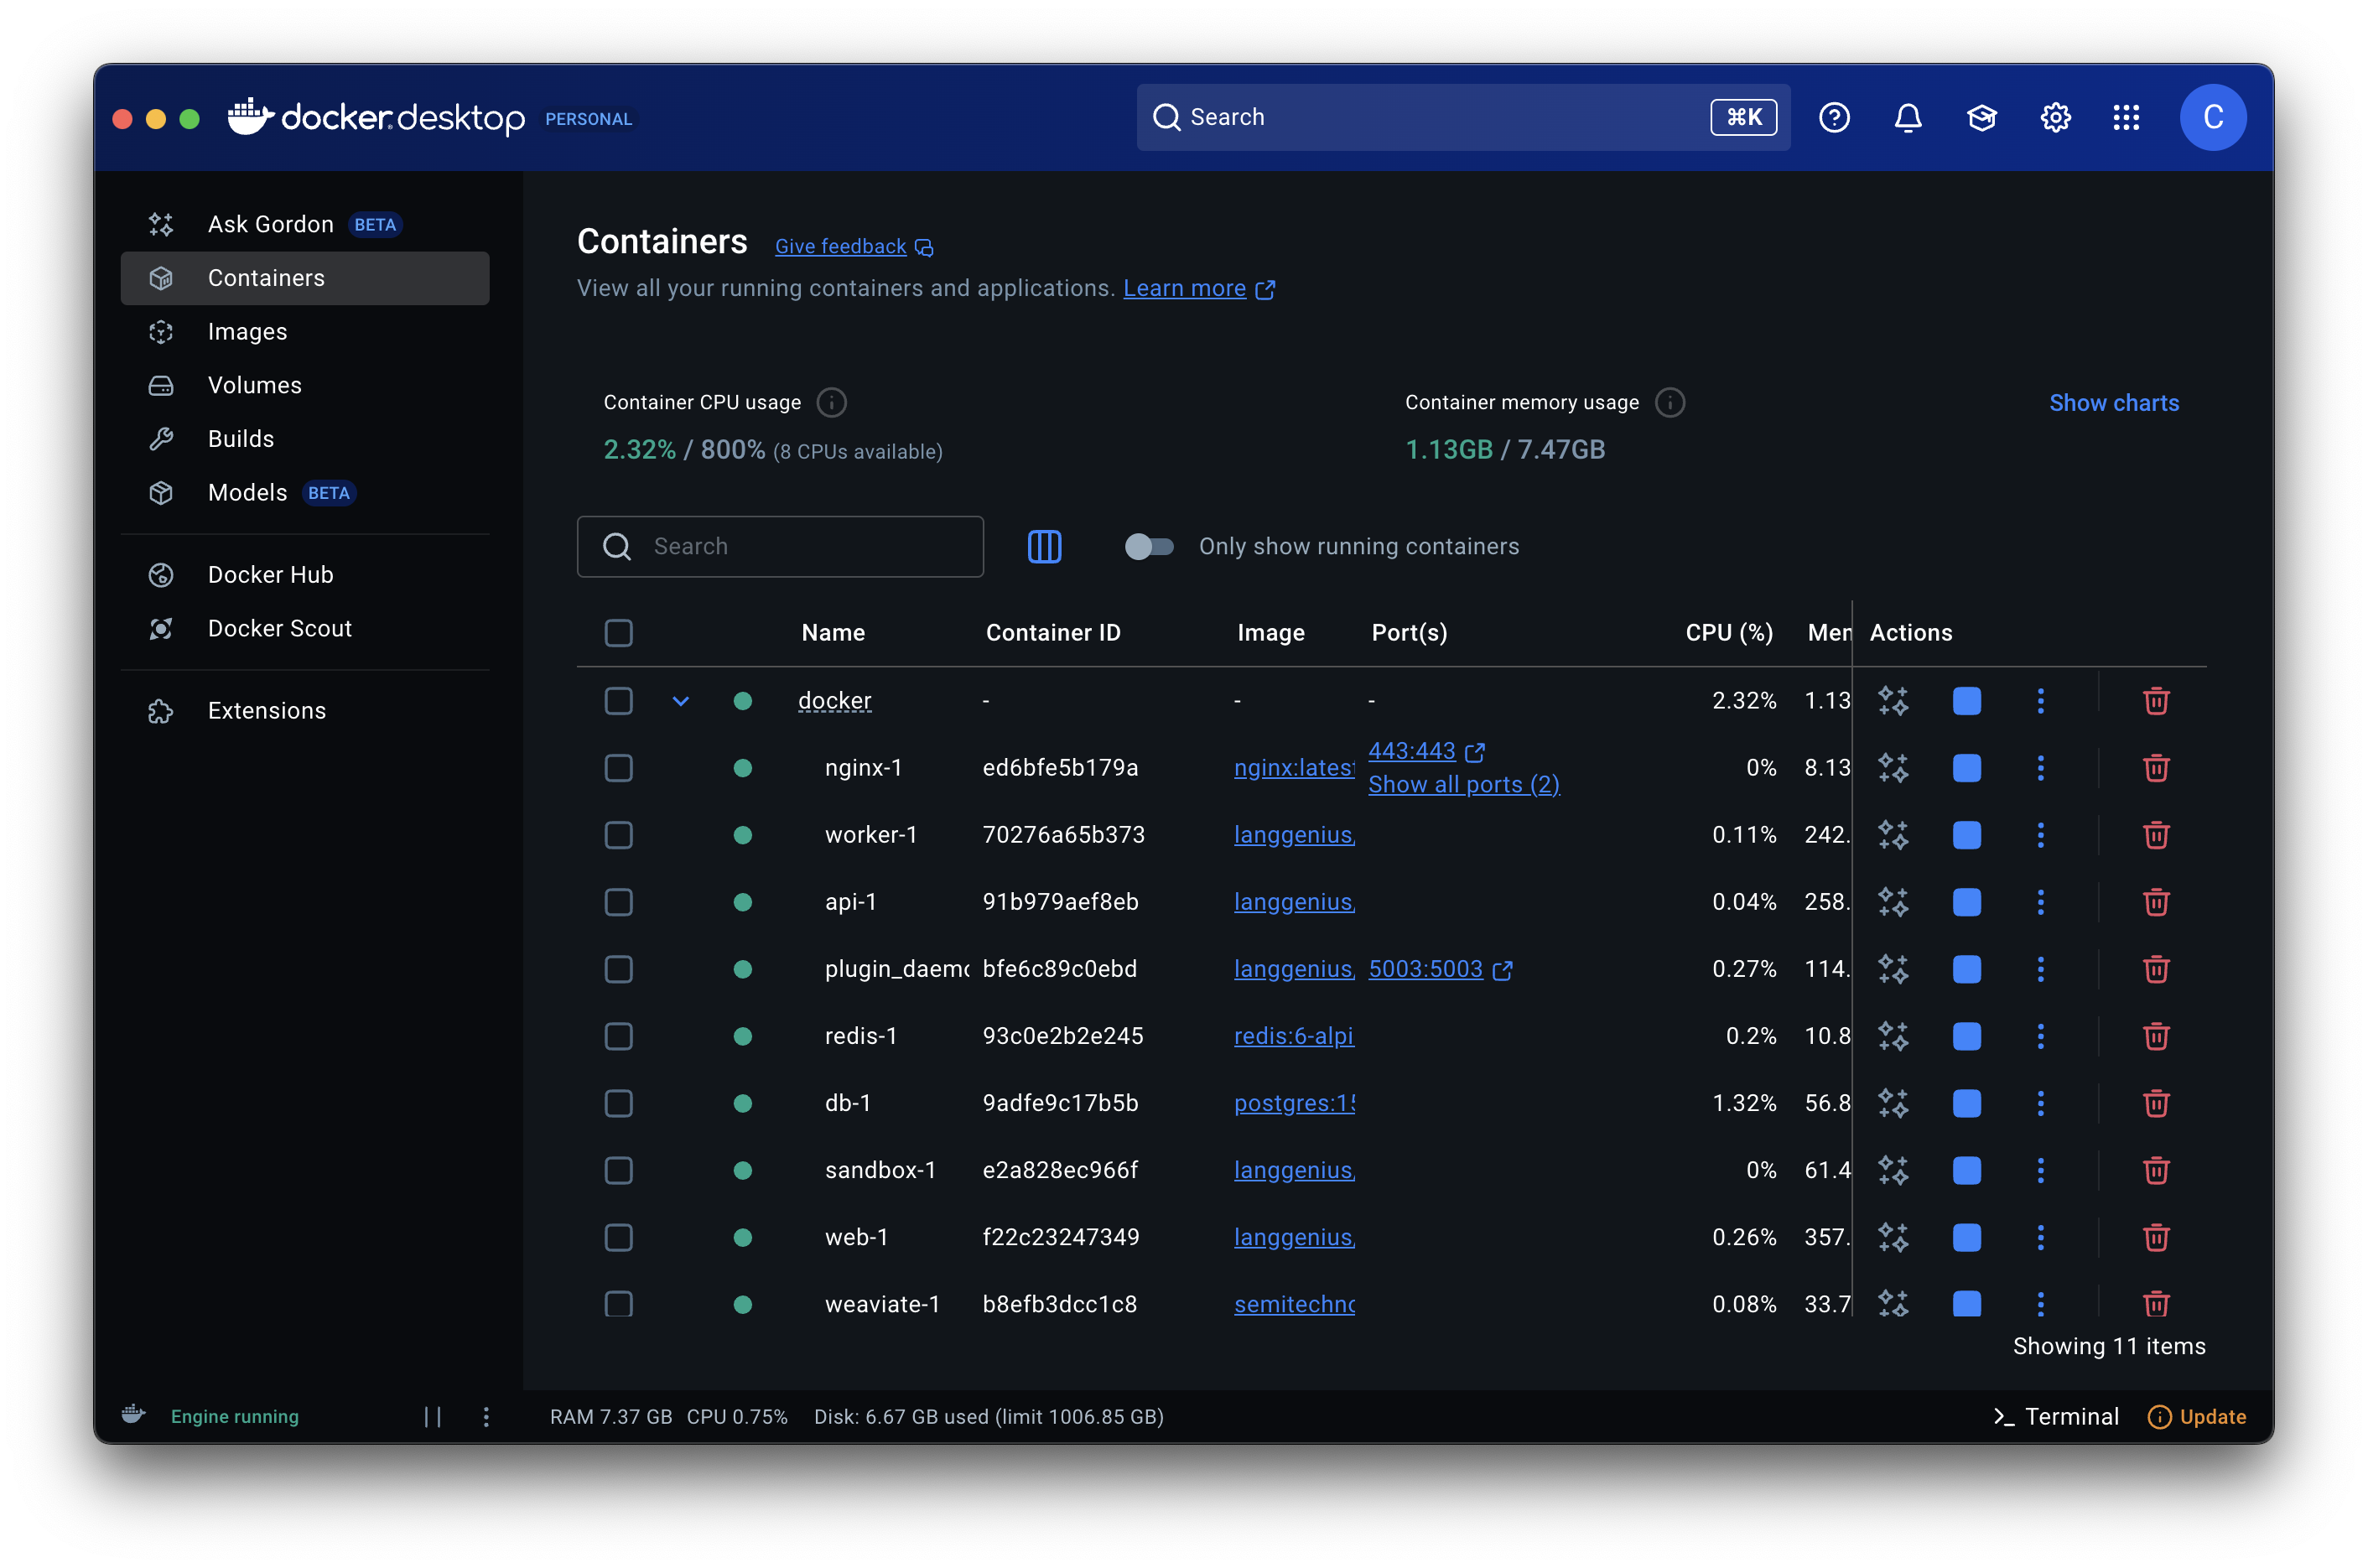 docker desktop PERSONAL
Search ⌘K
C
Ask Gordon BETA
Containers
Images
Volumes
Builds
Models BETA
Docker Hub
Docker Scout
Extensions
Containers Give feedback
View all your running containers and applications. Learn more
Container CPU usage
2.32% / 800% (8 CPUs available)
Container memory usage
1.13GB / 7.47GB
Show charts
Search
Only show running containers
Name Container ID Image Port(s) CPU (%) Mem Actions
docker - - - 2.32% 1.13
nginx-1 ed6bfe5b179a nginx:latest 443:443 0% 8.13
Show all ports (2)
worker-1 70276a65b373 langgenius/ 0.11% 242.
api-1 91b979aef8eb langgenius/ 0.04% 258.
plugin_daemo bfe6c89c0ebd langgenius/ 5003:5003 0.27% 114.
redis-1 93c0e2b2e245 redis:6-alpi 0.2% 10.8
db-1 9adfe9c17b5b postgres:15 1.32% 56.8
sandbox-1 e2a828ec966f langgenius/ 0% 61.4
web-1 f22c23247349 langgenius/ 0.26% 357.
weaviate-1 b8efb3dcc1c8 semitechno 0.08% 33.7
Showing 11 items
Engine running
RAM 7.37 GB CPU 0.75% Disk: 6.67 GB used (limit 1006.85 GB)
Terminal
Update